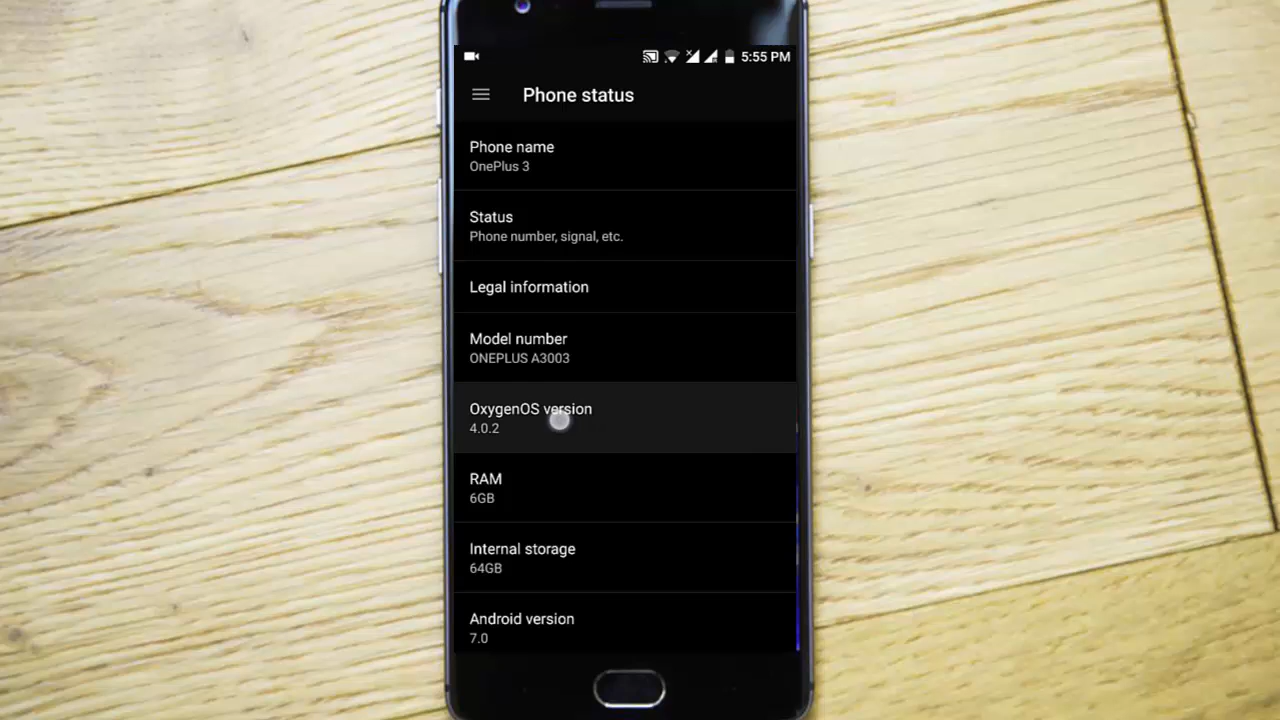 5:55 PM
Phone status
Phone name
OnePlus 3
Status
Phone number, signal, etc.
Legal information
Model number
ONEPLUS A3003
OxygenOS version
4.0.2
RAM
6GB
Internal storage
64GB
Android version
7.0